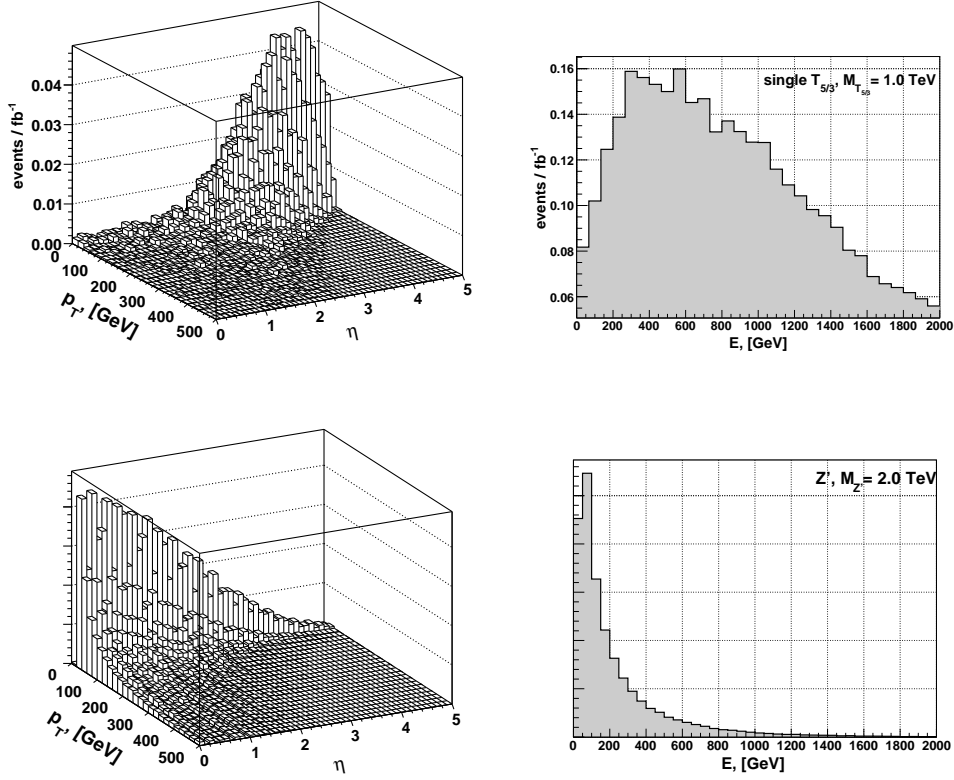 events / fb-1
0.04
0.03
0.02
0.01
0.00
0
100
200
300
400
500
pT, [GeV]
0 1 2 3 4 5
η
events / fb-1
0.16
0.14
0.12
0.10
0.08
0.06
single T5/3, MT5/3 = 1.0 TeV
0 200 400 600 800 1000 1200 1400 1600 1800 2000
E, [GeV]
0
100
200
300
400
500
pT, [GeV]
0 1 2 3 4 5
η
Z', MZ' = 2.0 TeV
0 200 400 600 800 1000 1200 1400 1600 1800 2000
E, [GeV]